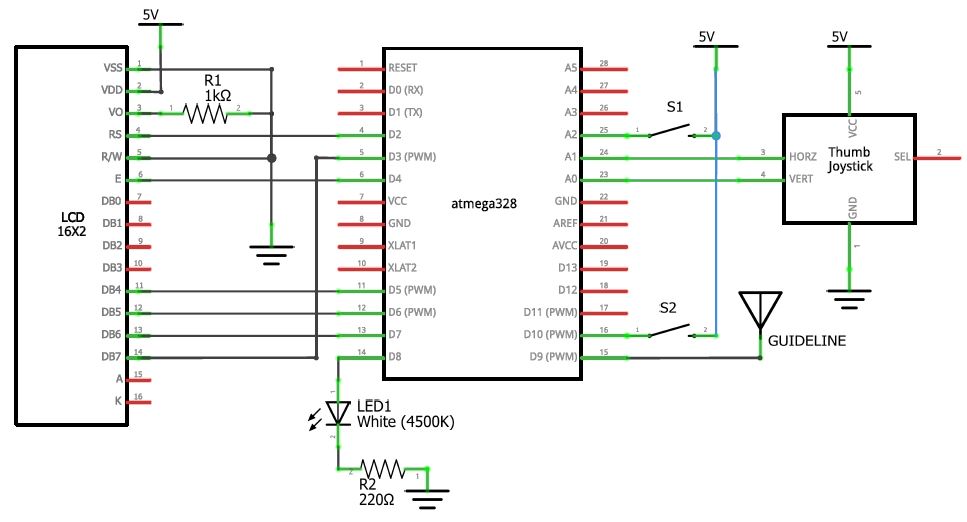 5V
LCD
16X2
VSS 1
VDD 2
VO 3
RS 4
R/W 5
E 6
DB0 7
DB1 8
DB2 9
DB3 10
DB4 11
DB5 12
DB6 13
DB7 14
A 15
K 16
R1
1kΩ
1 2
atmega328
1 RESET
2 D0 (RX)
3 D1 (TX)
4 D2
5 D3 (PWM)
6 D4
7 VCC
8 GND
9 XLAT1
10 XLAT2
11 D5 (PWM)
12 D6 (PWM)
13 D7
14 D8
A5 28
A4 27
A3 26
A2 25
A1 24
A0 23
GND 22
AREF 21
AVCC 20
D13 19
D12 18
D11 (PWM) 17
D10 (PWM) 16
D9 (PWM) 15
5V
S1
1 2
S2
1 2
5V
5
VCC
3 HORZ
4 VERT
Thumb
Joystick
SEL 2
GND
1
GUIDELINE
1
LED1
White (4500K)
2
2 1
R2
220Ω